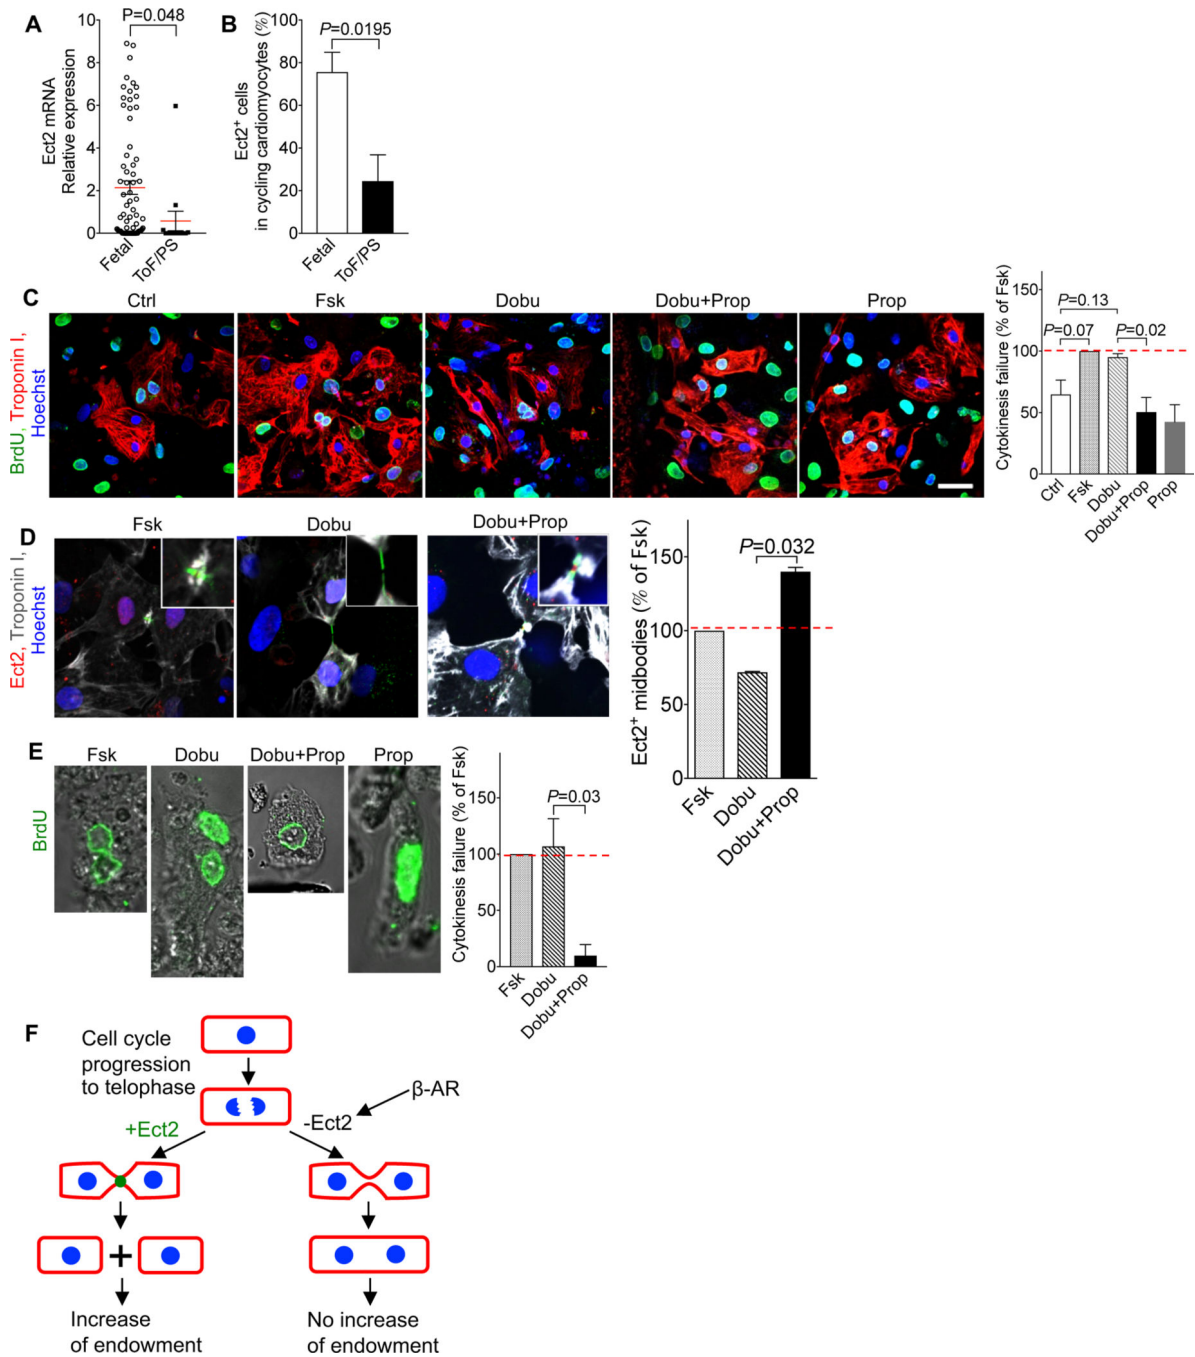 A
P=0.048
10
8
6
4
2
0
Ect2 mRNA
Relative expression
Fetal
ToF/PS
B
P=0.0195
100
80
60
40
20
0
Ect2+ cells
in cycling cardiomyocytes (%)
Fetal
ToF/PS
C
Ctrl
Fsk
Dobu
Dobu+Prop
Prop
BrdU, Troponin I,
Hoechst
Cytokinesis failure (% of Fsk)
150
100
50
0
P=0.13
P=0.07
P=0.02
Ctrl
Fsk
Dobu
Dobu+Prop
Prop
D
Fsk
Dobu
Dobu+Prop
Ect2, Troponin I,
Hoechst
Ect2+ midbodies (% of Fsk)
150
100
50
0
P=0.032
Fsk
Dobu
Dobu+Prop
E
Fsk
Dobu
Dobu+Prop
Prop
BrdU
Cytokinesis failure (% of Fsk)
150
100
50
0
P=0.03
Fsk
Dobu
Dobu+Prop
F
Cell cycle
progression
to telophase
β-AR
+Ect2
-Ect2
+
Increase
of endowment
No increase
of endowment